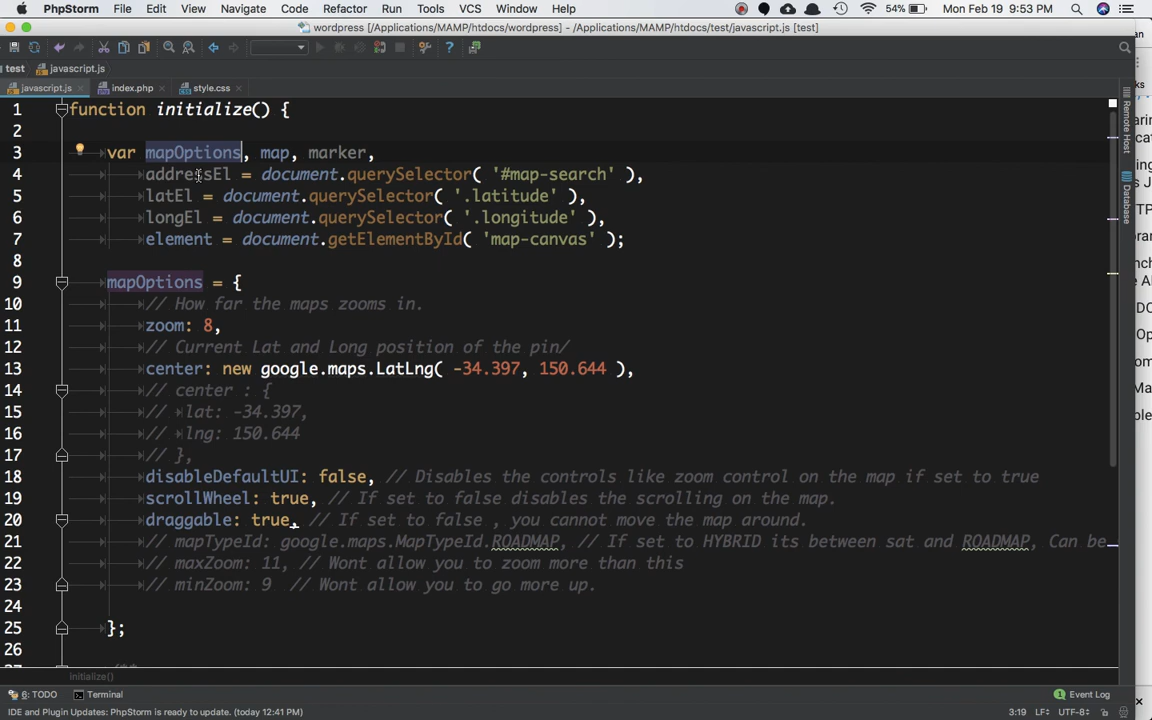 PhpStorm File Edit View Navigate Code Refactor Run Tools VCS Window Help 54% Mon Feb 19 9:53 PM
wordpress [/Applications/MAMP/htdocs/wordpress] - /Applications/MAMP/htdocs/test/javascript.js [test]
test javascript.js
javascript.js index.php style.css
1 function initialize() {
2
3 var mapOptions, map, marker,
4 addressEl = document.querySelector( '#map-search' ),
5 latEl = document.querySelector( '.latitude' ),
6 longEl = document.querySelector( '.longitude' ),
7 element = document.getElementById( 'map-canvas' );
8
9 mapOptions = {
10 // How far the maps zooms in.
11 zoom: 8,
12 // Current Lat and Long position of the pin/
13 center: new google.maps.LatLng( -34.397, 150.644 ),
14 // center : {
15 // lat: -34.397,
16 // lng: 150.644
17 // },
18 disableDefaultUI: false, // Disables the controls like zoom control on the map if set to true
19 scrollWheel: true, // If set to false disables the scrolling on the map.
20 draggable: true, // If set to false , you cannot move the map around.
21 // mapTypeId: google.maps.MapTypeId.ROADMAP, // If set to HYBRID its between sat and ROADMAP, Can be
22 // maxZoom: 11, // Wont allow you to zoom more than this
23 // minZoom: 9 // Wont allow you to go more up.
24
25 };
26
/**
initialize()
Remote Host
Database
6: TODO Terminal 1 Event Log
IDE and Plugin Updates: PhpStorm is ready to update. (today 12:41 PM) 3:19 LF÷ UTF-8÷